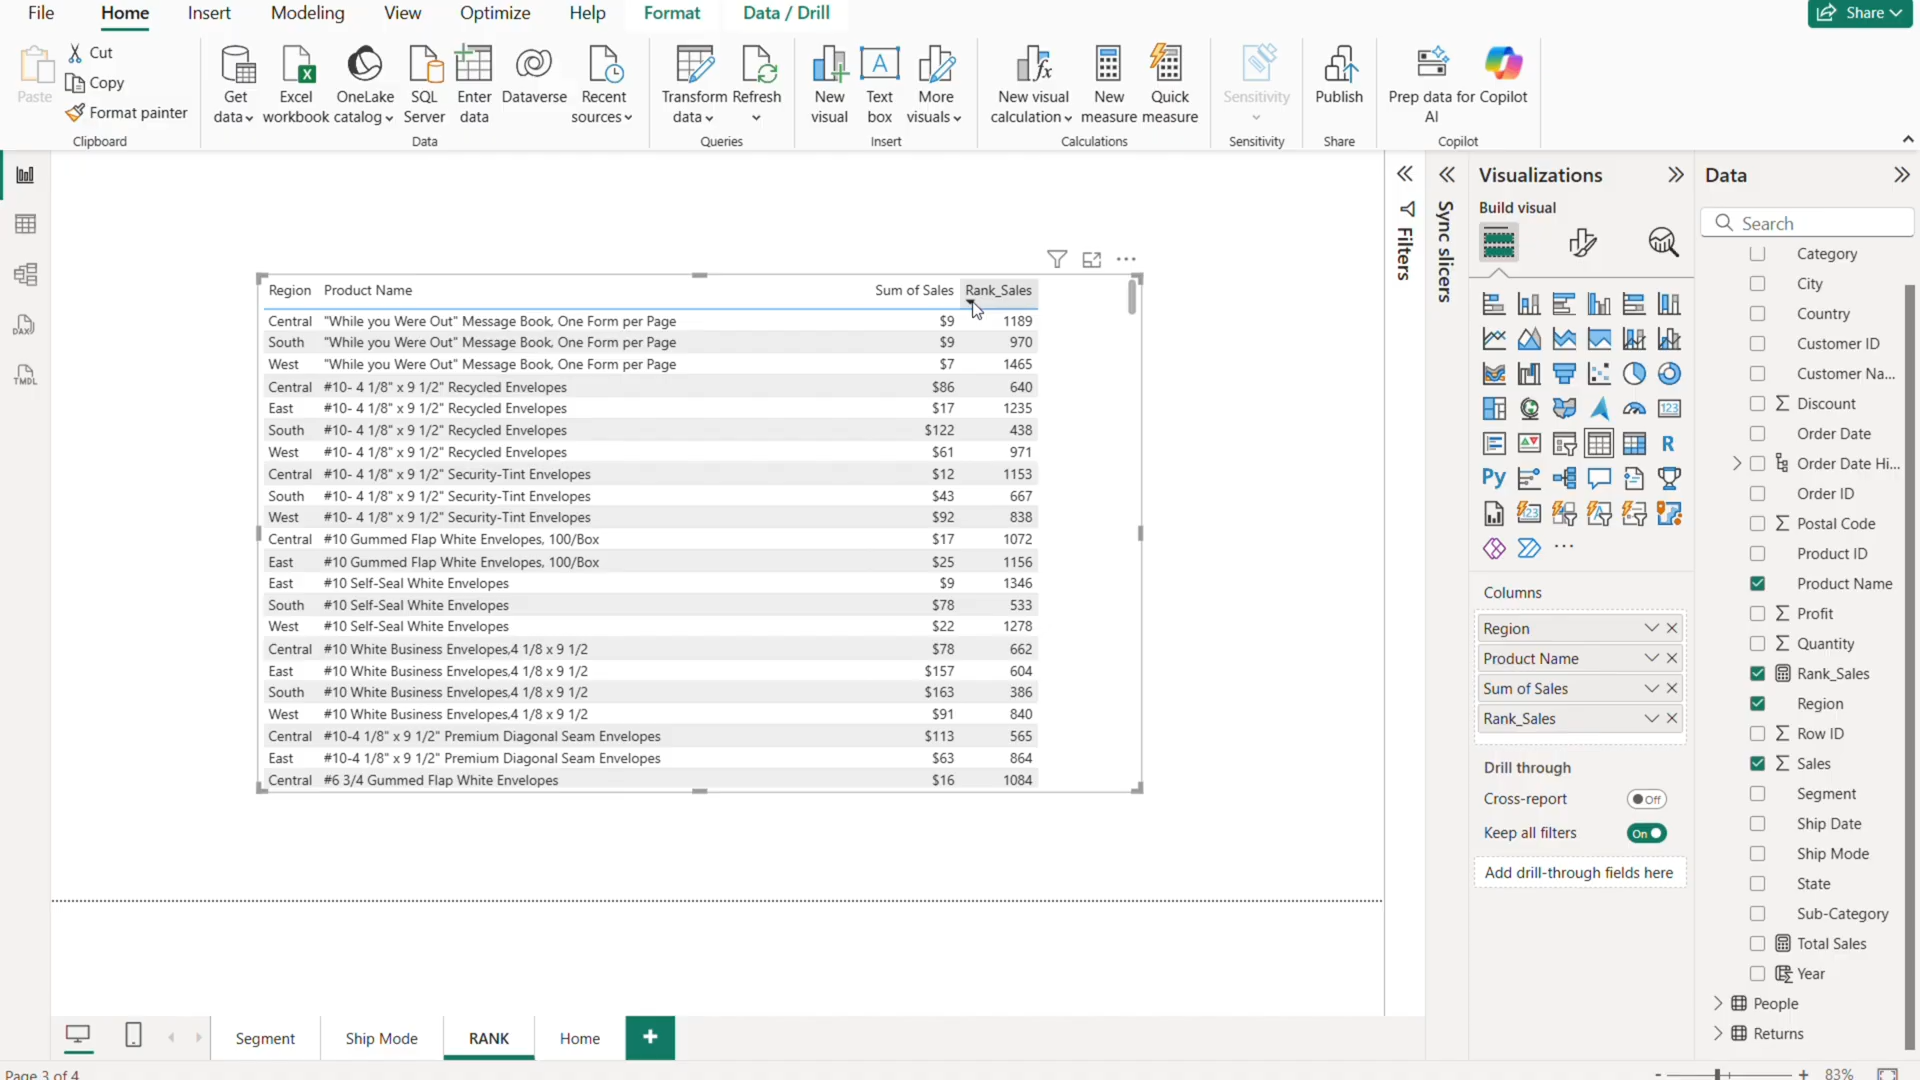 File Home Insert Modeling View Optimize Help Format Data / Drill Share
Paste Cut Copy Format painter
Clipboard
Get data Excel workbook OneLake catalog SQL Server Enter data Dataverse Recent sources
Data
Transform data Refresh
Queries
New visual Text box More visuals
Insert
New visual calculation New measure Quick measure
Calculations
Sensitivity
Sensitivity
Publish
Share
Prep data for AI Copilot
Copilot
Region Product Name Sum of Sales Rank_Sales
Central "While you Were Out" Message Book, One Form per Page $9 1189
South "While you Were Out" Message Book, One Form per Page $9 970
West "While you Were Out" Message Book, One Form per Page $7 1465
Central #10- 4 1/8" x 9 1/2" Recycled Envelopes $86 640
East #10- 4 1/8" x 9 1/2" Recycled Envelopes $17 1235
South #10- 4 1/8" x 9 1/2" Recycled Envelopes $122 438
West #10- 4 1/8" x 9 1/2" Recycled Envelopes $61 971
Central #10- 4 1/8" x 9 1/2" Security-Tint Envelopes $12 1153
South #10- 4 1/8" x 9 1/2" Security-Tint Envelopes $43 667
West #10- 4 1/8" x 9 1/2" Security-Tint Envelopes $92 838
Central #10 Gummed Flap White Envelopes, 100/Box $17 1072
East #10 Gummed Flap White Envelopes, 100/Box $25 1156
East #10 Self-Seal White Envelopes $9 1346
South #10 Self-Seal White Envelopes $78 533
West #10 Self-Seal White Envelopes $22 1278
Central #10 White Business Envelopes,4 1/8 x 9 1/2 $78 662
East #10 White Business Envelopes,4 1/8 x 9 1/2 $157 604
South #10 White Business Envelopes,4 1/8 x 9 1/2 $163 386
West #10 White Business Envelopes,4 1/8 x 9 1/2 $91 840
Central #10-4 1/8" x 9 1/2" Premium Diagonal Seam Envelopes $113 565
East #10-4 1/8" x 9 1/2" Premium Diagonal Seam Envelopes $63 864
Central #6 3/4 Gummed Flap White Envelopes $16 1084
DAX
TMDL
Filters
Sync slicers
Visualizations
Build visual
123
R
Py
123
Columns
Region
Product Name
Sum of Sales
Rank_Sales
Drill through
Cross-report Off
Keep all filters On
Add drill-through fields here
Data
Search
Category
City
Country
Customer ID
Customer Na...
Discount
Order Date
Order Date Hi...
Order ID
Postal Code
Product ID
Product Name
Profit
Quantity
Rank_Sales
Region
Row ID
Sales
Segment
Ship Date
Ship Mode
State
Sub-Category
Total Sales
Year
People
Returns
Segment Ship Mode RANK Home +
Page 3 of 4
- + 83%